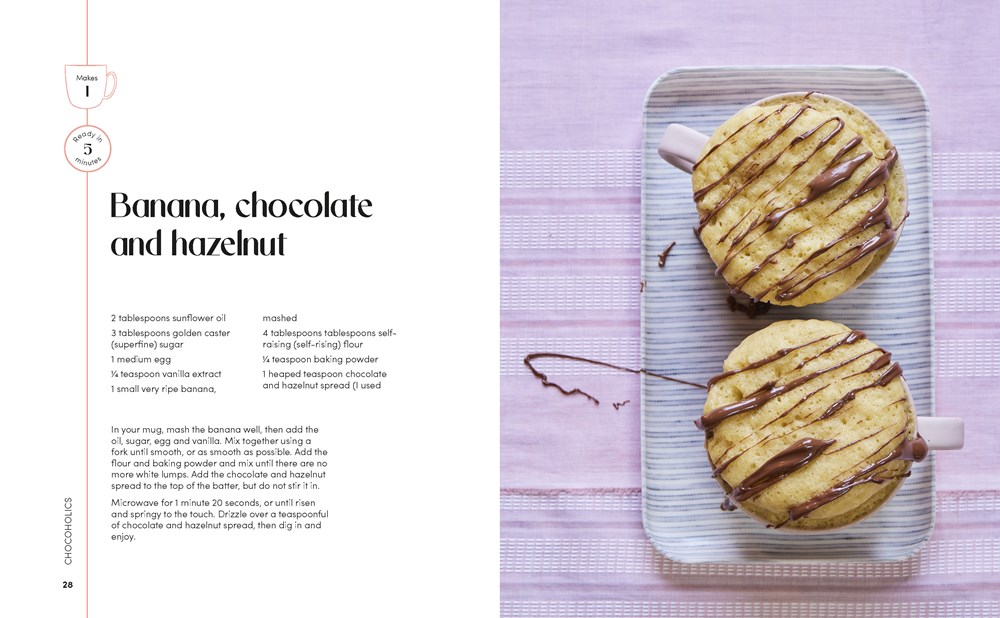 Makes
1
Ready in
5
minutes
Banana, chocolate
and hazelnut
2 tablespoons sunflower oil
3 tablespoons golden caster
(superfine) sugar
1 medium egg
¼ teaspoon vanilla extract
1 small very ripe banana,
mashed
4 tablespoons tablespoons self-
raising (self-rising) flour
¼ teaspoon baking powder
1 heaped teaspoon chocolate
and hazelnut spread (I used
In your mug, mash the banana well, then add the
oil, sugar, egg and vanilla. Mix together using a
fork until smooth, or as smooth as possible. Add the
flour and baking powder and mix until there are no
more white lumps. Add the chocolate and hazelnut
spread to the top of the batter, but do not stir it in.
Microwave for 1 minute 20 seconds, or until risen
and springy to the touch. Drizzle over a teaspoonful
of chocolate and hazelnut spread, then dig in and
enjoy.
CHOCOHOLICS
28